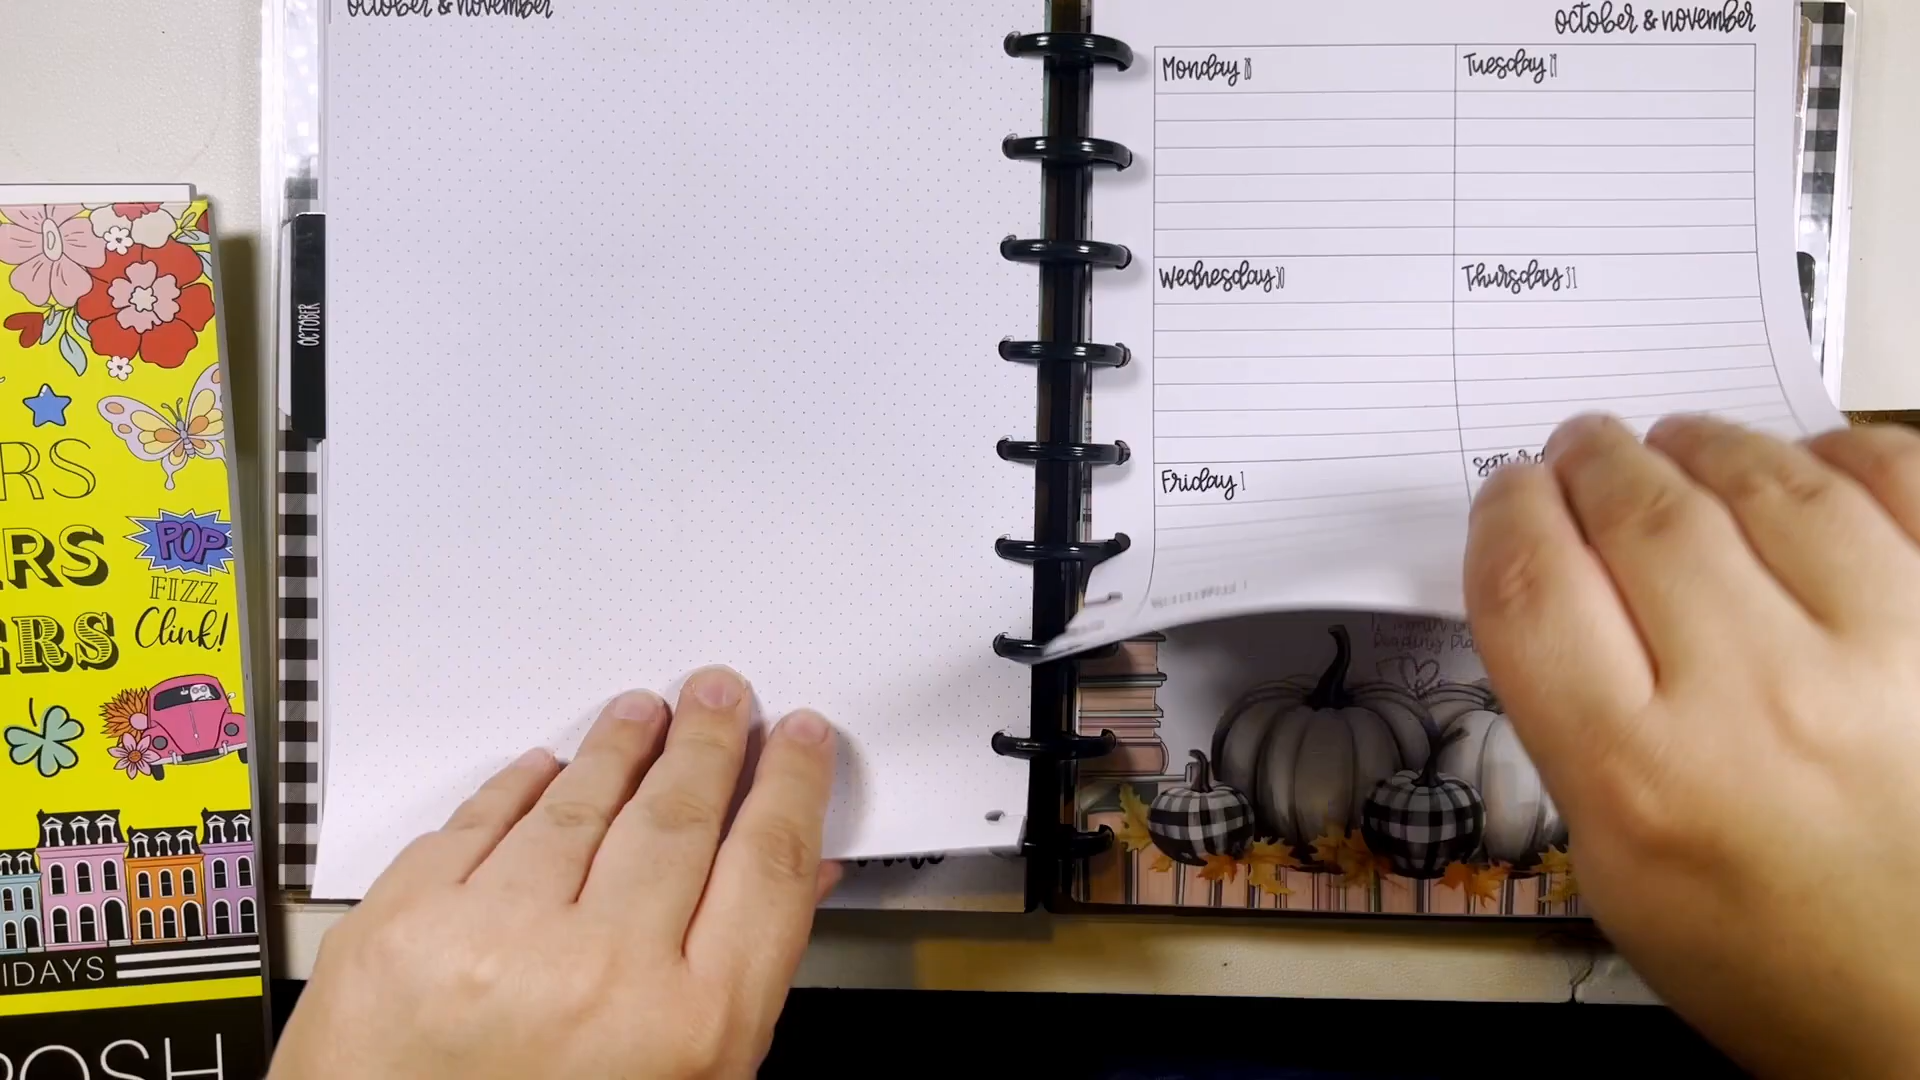 october & november
october & november
Monday 28
Tuesday 29
Wednesday 30
Thursday 31
Friday 1
OCTOBER
RS
RS
ERS
POP
FIZZ
Clink!
IDAYS
POSH